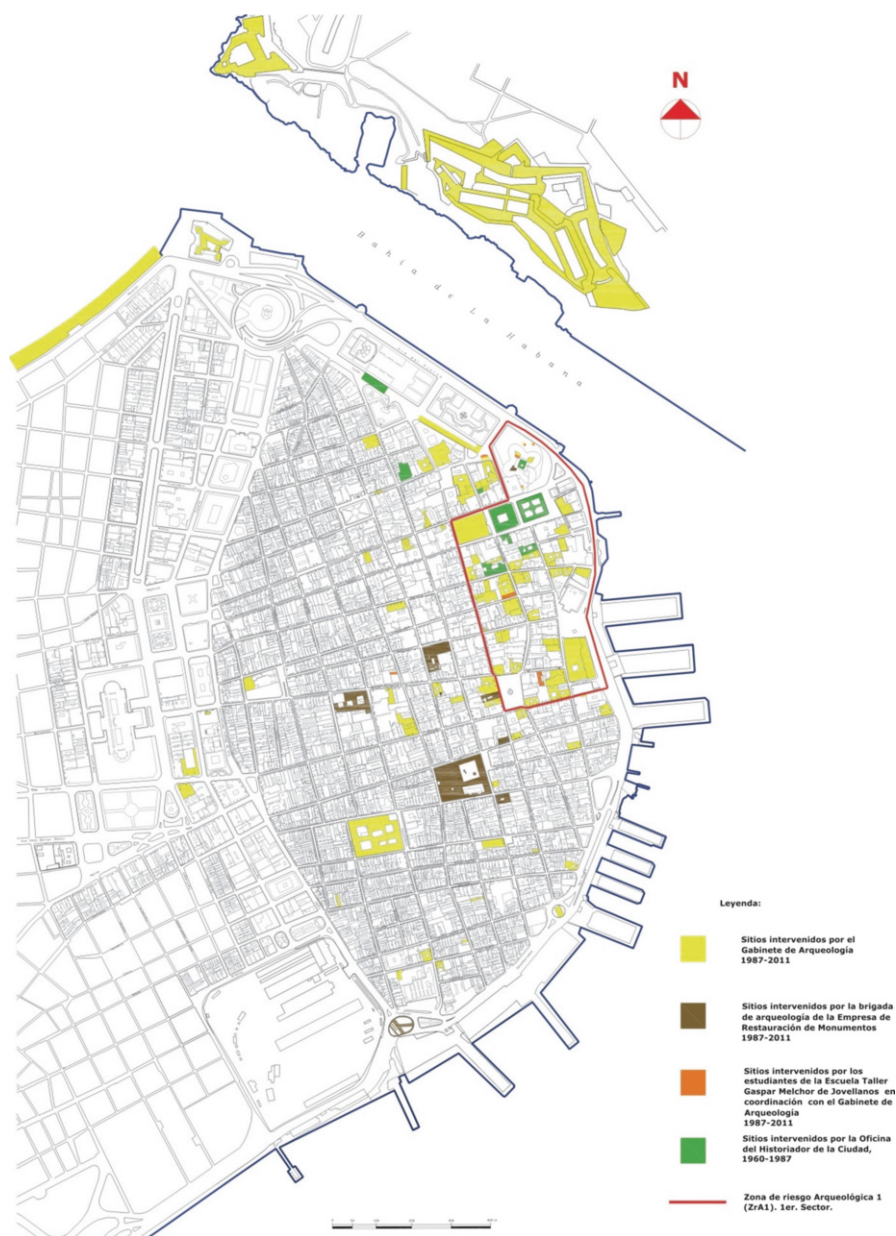 N
Bahía de La Habana
Leyenda:
Sitios intervenidos por el
Gabinete de Arqueología
1987-2011
Sitios intervenidos por la brigada
de arqueología de la Empresa de
Restauración de Monumentos
1987-2011
Sitios intervenidos por los
estudiantes de la Escuela Taller
Gaspar Melchor de Jovellanos en
coordinación con el Gabinete de
Arqueología
1987-2011
Sitios intervenidos por la Oficina
del Historiador de la Ciudad,
1960-1987
Zona de riesgo Arqueológica 1
(ZrA1). 1er. Sector.